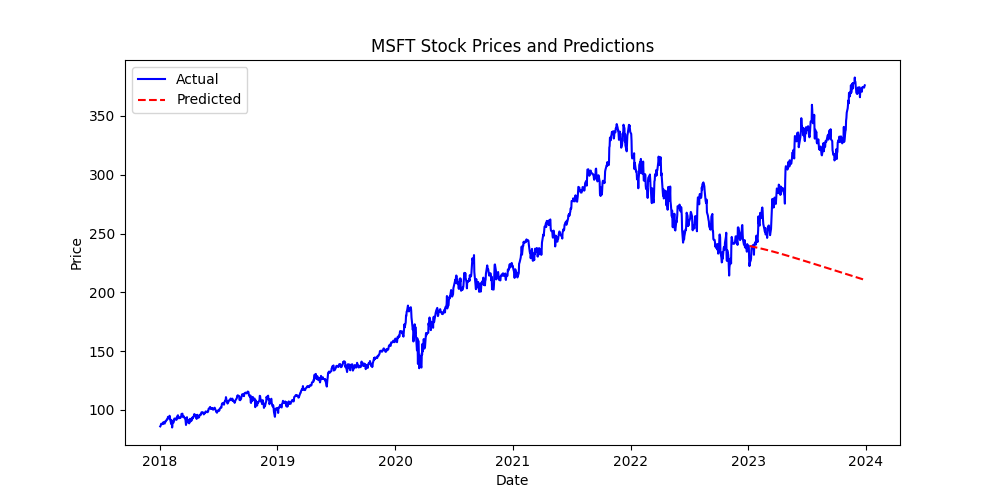 MSFT Stock Prices and Predictions
Actual
Predicted
Price
350
300
250
200
150
100
2018 2019 2020 2021 2022 2023 2024
Date